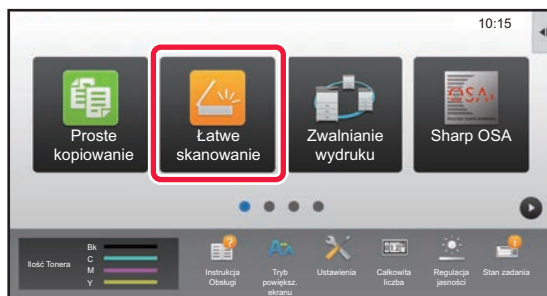 10:15
Proste
kopiowanie
Łatwe
skanowanie
Zwalnianie
wydruku
Sharp OSA
Ilość Tonera
Bk
C
M
Y
Instrukcja
Obsługi
Tryb
powiększ.
ekranu
Ustawienia
Całkowita
liczba
Regulacja
jasności
Stan zadania